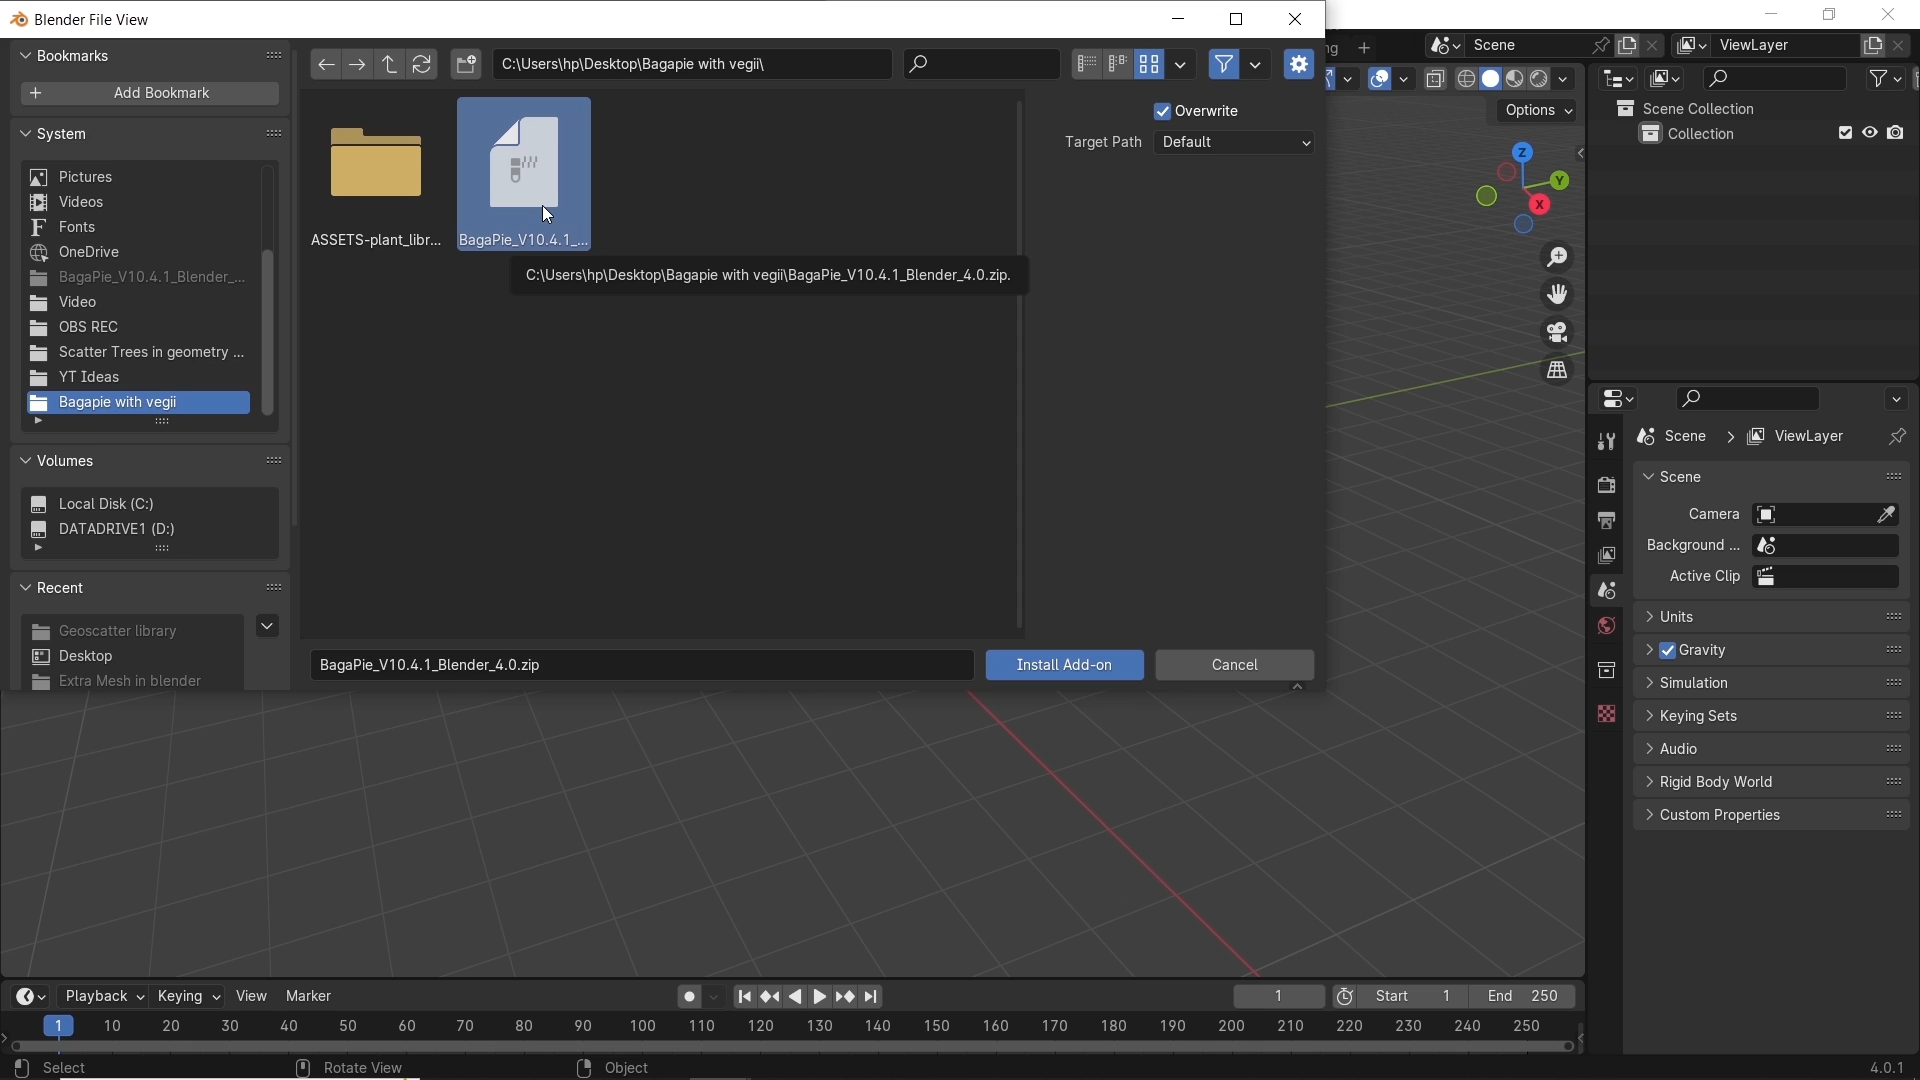 Blender File View
Bookmarks
Add Bookmark
System
Pictures
Videos
Fonts
OneDrive
BagaPie_V10.4.1_Blender_...
Video
OBS REC
Scatter Trees in geometry ...
YT Ideas
Bagapie with vegii
Volumes
Local Disk (C:)
DATADRIVE1 (D:)
Recent
Geoscatter library
Desktop
Extra Mesh in blender
C:\Users\hp\Desktop\Bagapie with vegii\
ASSETS-plant_libr...
BagaPie_V10.4.1_...
C:\Users\hp\Desktop\Bagapie with vegii\BagaPie_V10.4.1_Blender_4.0.zip.
Overwrite
Target Path Default
BagaPie_V10.4.1_Blender_4.0.zip
Install Add-on
Cancel
ng
Scene
ViewLayer
Options
Z
Y
X
Scene Collection
Collection
Scene ViewLayer
Scene
Camera
Background ...
Active Clip
Units
Gravity
Simulation
Keying Sets
Audio
Rigid Body World
Custom Properties
Playback Keying View Marker
1 Start 1 End 250
1 10 20 30 40 50 60 70 80 90 100 110 120 130 140 150 160 170 180 190 200 210 220 230 240 250
Select Rotate View Object
4.0.1